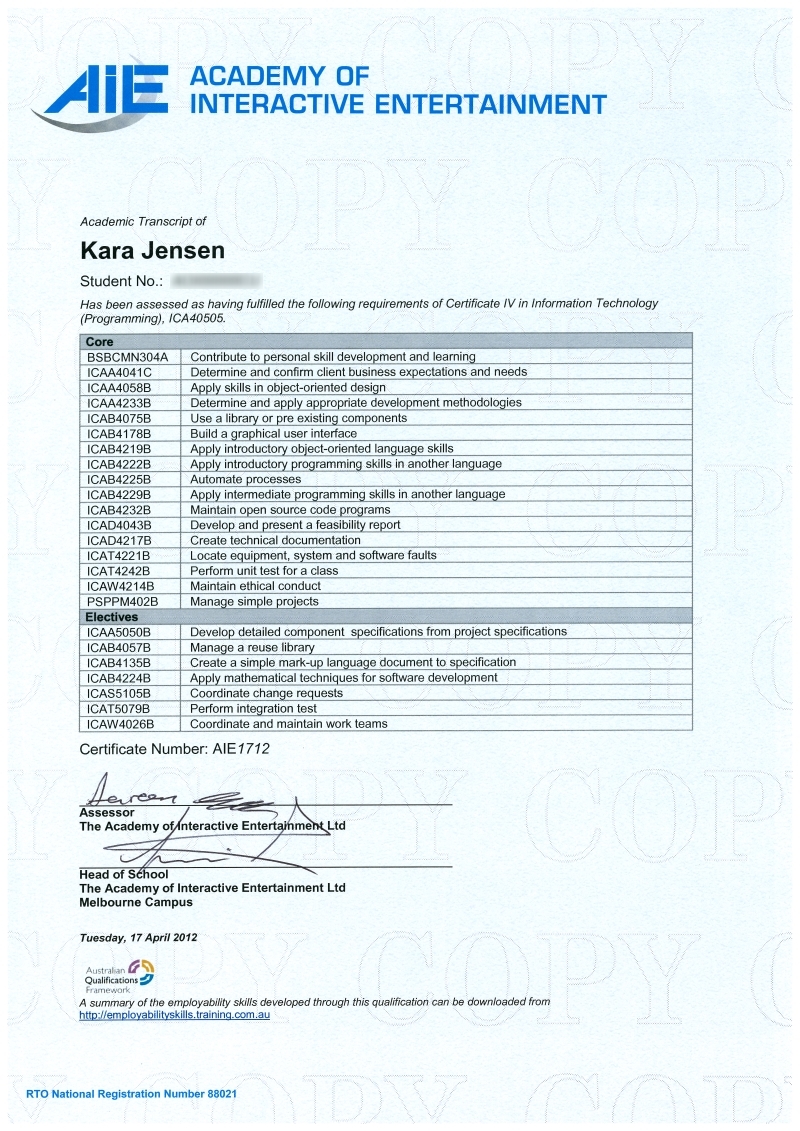 AiE ACADEMY OF
INTERACTIVE ENTERTAINMENT
Academic Transcript of
Kara Jensen
Student No.:
Has been assessed as having fulfilled the following requirements of Certificate IV in Information Technology
(Programming), ICA40505.
Core
BSBCMN304A Contribute to personal skill development and learning
ICAA4041C Determine and confirm client business expectations and needs
ICAA4058B Apply skills in object-oriented design
ICAA4233B Determine and apply appropriate development methodologies
ICAB4075B Use a library or pre existing components
ICAB4178B Build a graphical user interface
ICAB4219B Apply introductory object-oriented language skills
ICAB4222B Apply introductory programming skills in another language
ICAB4225B Automate processes
ICAB4229B Apply intermediate programming skills in another language
ICAB4232B Maintain open source code programs
ICAD4043B Develop and present a feasibility report
ICAD4217B Create technical documentation
ICAT4221B Locate equipment, system and software faults
ICAT4242B Perform unit test for a class
ICAW4214B Maintain ethical conduct
PSPPM402B Manage simple projects
Electives
ICAA5050B Develop detailed component specifications from project specifications
ICAB4057B Manage a reuse library
ICAB4135B Create a simple mark-up language document to specification
ICAB4224B Apply mathematical techniques for software development
ICAS5105B Coordinate change requests
ICAT5079B Perform integration test
ICAW4026B Coordinate and maintain work teams
Certificate Number: AIE1712
Assessor
The Academy of Interactive Entertainment Ltd
Head of School
The Academy of Interactive Entertainment Ltd
Melbourne Campus
Tuesday, 17 April 2012
Australian
Qualifications
Framework
A summary of the employability skills developed through this qualification can be downloaded from
http://employabilityskills.training.com.au
RTO National Registration Number 88021
COPY